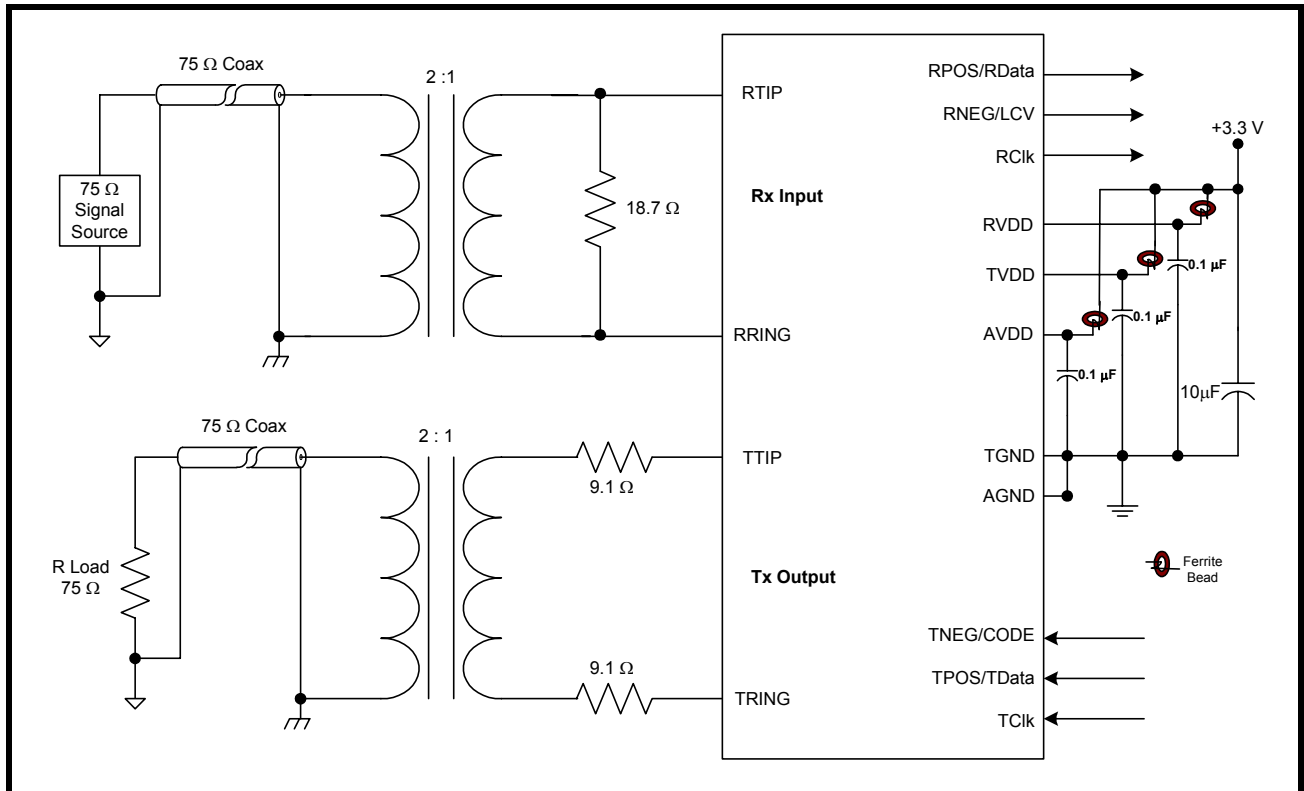 75 Ω Coax
2 :1
75 Ω
Signal
Source
18.7 Ω
RTIP
Rx Input
RRING
RPOS/RData
RNEG/LCV
RClk
+3.3 V
RVDD
0.1 µF
TVDD
0.1 µF
AVDD
0.1 µF
10µF
TGND
AGND
75 Ω Coax
2 : 1
R Load
75 Ω
9.1 Ω
TTIP
Tx Output
9.1 Ω
TRING
Ferrite
Bead
TNEG/CODE
TPOS/TData
TClk